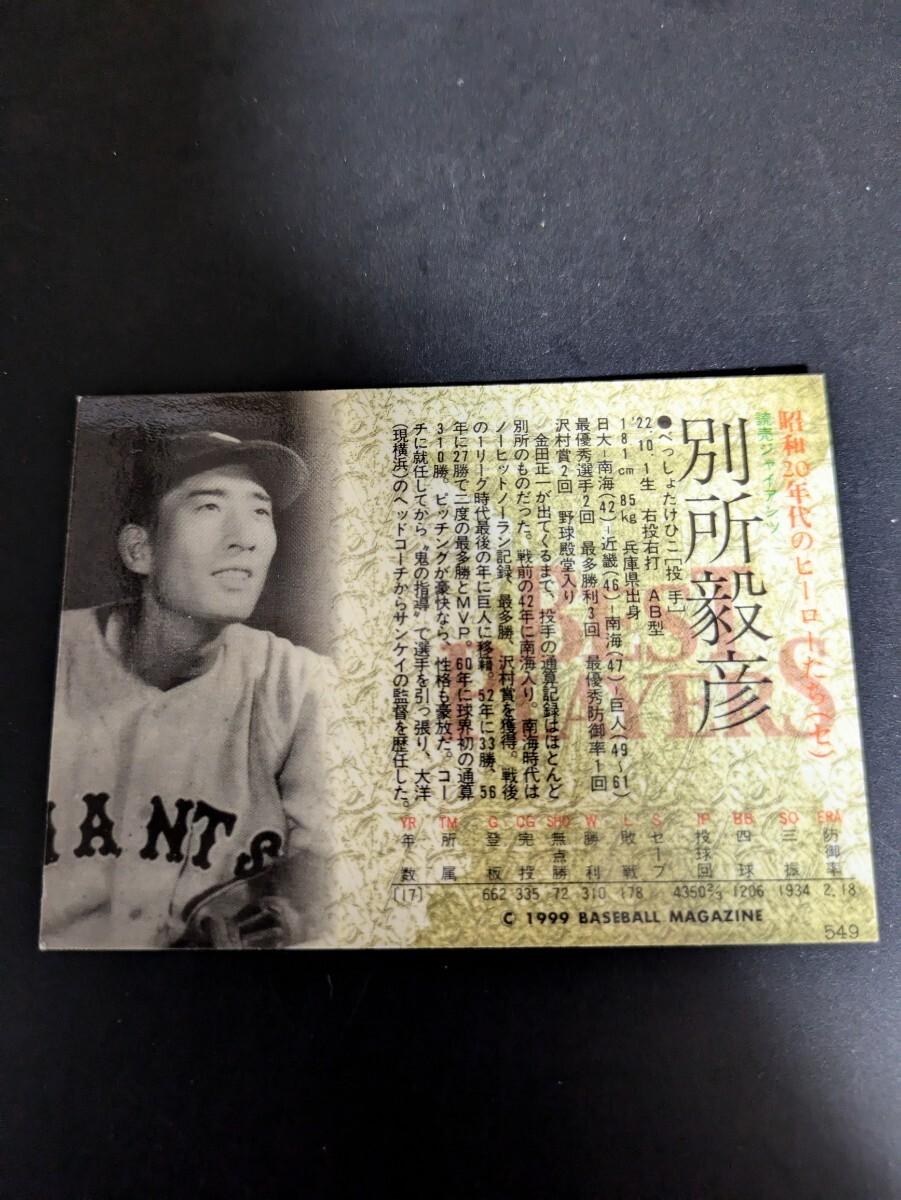 昭和20年代のヒーローたち(セ)
読売ジャイアンツ
別所毅彦
●べっしょたけひこ[投手]
'22・10・1生 右投右打 AB型
181cm 85kg 兵庫県出身
日大―南海(42)―近畿(46)―南海(47)―巨人(49～61)
最優秀選手2回 最多勝利3回 最優秀防御率1回
沢村賞2回 野球殿堂入り
金田正一が出てくるまで、投手の通算記録はほとんど
別所のものだった。戦前の42年に南海入り。南海時代は
ノーヒットノーラン記録、最多勝、沢村賞を獲得。戦後
の1リーグ時代最後の年に巨人に移籍。52年に33勝、56
年に27勝で二度の最多勝とMVP。60年に球界初の通算
310勝。ピッチングが豪快なら、性格も豪放だ。コー
チに就任してから“鬼の指導”で選手を引っ張り、大洋
(現横浜)のヘッドコーチからサンケイの監督を歴任した。
BEST
PLAYERS
GIANTS
YR TM G CG SHO W L S IP BB SO ERA
年数 所属 登板 完投 無点勝 勝利 敗戦 セーブ 投球回 四球 三振 防御率
[17] 662 335 72 310 178 4350 2/3 1206 1934 2.18
C 1999 BASEBALL MAGAZINE
549